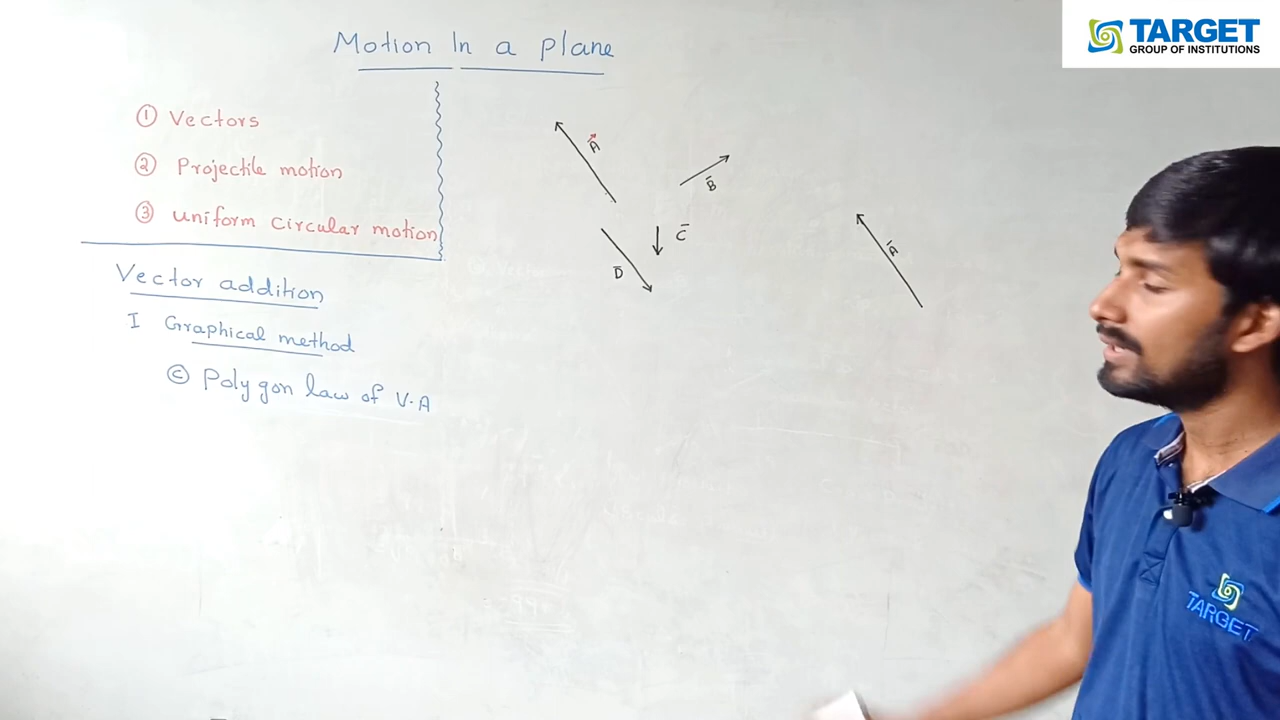 TARGET
GROUP OF INSTITUTIONS
Motion In a plane
① Vectors
② Projectile motion
③ uniform circular motion
Vector addition
I Graphical method
Ⓒ Polygon law of V.A
A⃗
B̄
C̄
D̄
Ā
TARGET